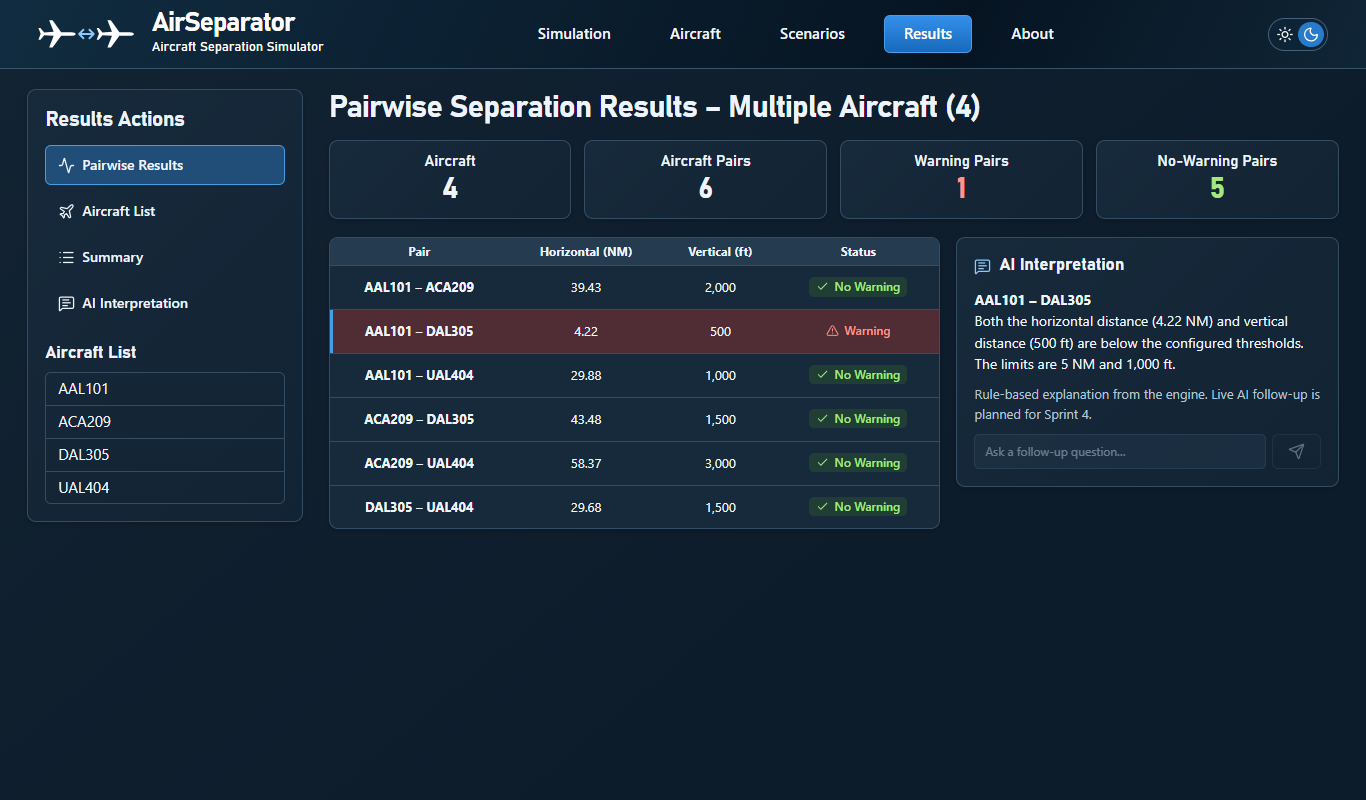 AirSeparator
Aircraft Separation Simulator
Simulation
Aircraft
Scenarios
Results
About
Results Actions
Pairwise Results
Aircraft List
Summary
AI Interpretation
Aircraft List
AAL101
ACA209
DAL305
UAL404
Pairwise Separation Results – Multiple Aircraft (4)
Aircraft
4
Aircraft Pairs
6
Warning Pairs
1
No-Warning Pairs
5
Pair Horizontal (NM) Vertical (ft) Status
AAL101 – ACA209 39.43 2,000 No Warning
AAL101 – DAL305 4.22 500 Warning
AAL101 – UAL404 29.88 1,000 No Warning
ACA209 – DAL305 43.48 1,500 No Warning
ACA209 – UAL404 58.37 3,000 No Warning
DAL305 – UAL404 29.68 1,500 No Warning
AI Interpretation
AAL101 – DAL305
Both the horizontal distance (4.22 NM) and vertical
distance (500 ft) are below the configured thresholds.
The limits are 5 NM and 1,000 ft.
Rule-based explanation from the engine. Live AI follow-up is
planned for Sprint 4.
Ask a follow-up question...